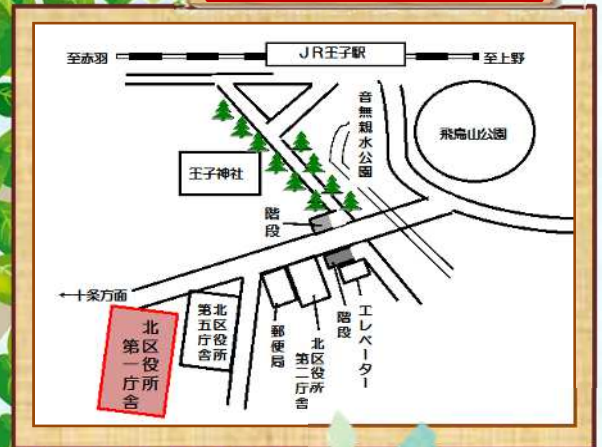 JR王子駅
至赤羽
至上野
音無親水公園
飛鳥山公園
王子神社
階段
←十条方面
北区役所
第一庁舎
北区役所
第五庁舎
郵便局
北区役所
第二庁舎
階段
エレベーター